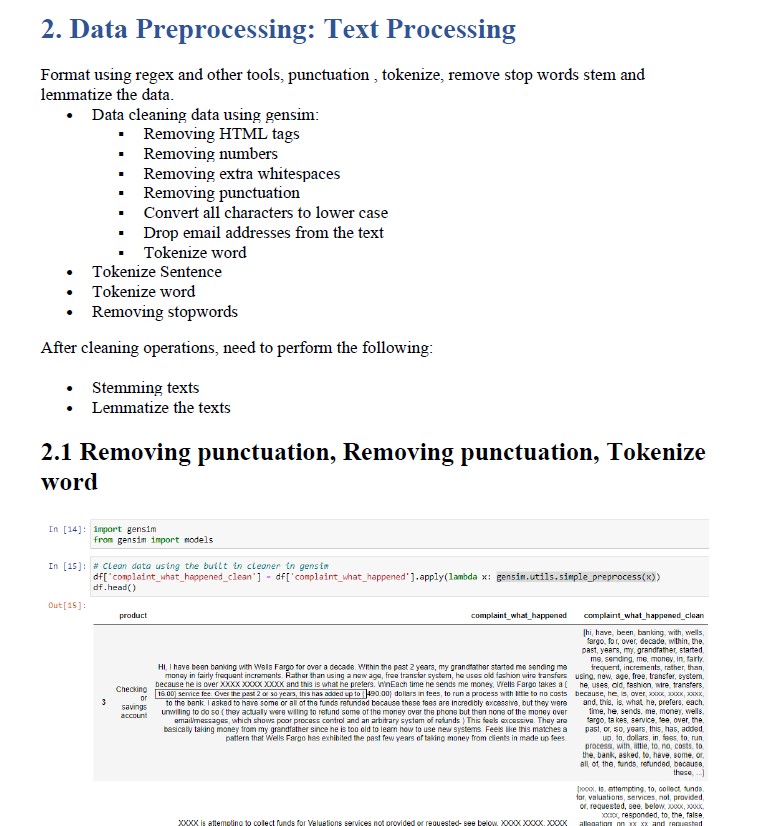 2. Data Preprocessing: Text Processing
Format using regex and other tools, punctuation , tokenize, remove stop words stem and
lemmatize the data.
• Data cleaning data using gensim:
▪ Removing HTML tags
▪ Removing numbers
▪ Removing extra whitespaces
▪ Removing punctuation
▪ Convert all characters to lower case
▪ Drop email addresses from the text
▪ Tokenize word
• Tokenize Sentence
• Tokenize word
• Removing stopwords
After cleaning operations, need to perform the following:
• Stemming texts
• Lemmatize the texts
2.1 Removing punctuation, Removing punctuation, Tokenize
word
In [14]: import gensim
from gensim import models
In [15]: # Clean data using the built in cleaner in gensim
df['complaint_what_happened_clean'] = df['complaint_what_happened'].apply(lambda x: gensim.utils.simple_preprocess(x))
df.head()
Out[15]:
product complaint_what_happened complaint_what_happened_clean
3
Checking
or
savings
account
Hi, I have been banking with Wells Fargo for over a decade. Within the past 2 years, my grandfather started me sending me
money in fairly frequent increments. Rather than using a new age, free transfer system, he uses old fashion wire transfers
because he is over XXXX XXXX XXXX and this is what he prefers. \n\nEach time he sends me money, Wells Fargo takes a {
16.00} service fee. Over the past 2 or so years, this has added up to {490.00} dollars in fees, to run a process with little to no costs
to the bank. I asked to have some or all of the funds refunded because these fees are incredibly excessive, but they were
unwilling to do so ( they actually were willing to refund some of the money over the phone but then none of the money over
email/messages, which shows poor process control and an arbitrary system of refunds ) This feels excessive. They are
basically taking money from my grandfather since he is too old to learn how to use new systems. Feels like this matches a
pattern that Wells Fargo has exhibited the past few years of taking money from clients in made up fees.
[hi, have, been, banking, with, wells,
fargo, for, over, decade, within, the,
past, years, my, grandfather, started,
me, sending, me, money, in, fairly,
frequent, increments, rather, than,
using, new, age, free, transfer, system,
he, uses, old, fashion, wire, transfers,
because, he, is, over, xxxx, xxxx, xxxx,
and, this, is, what, he, prefers, each,
time, he, sends, me, money, wells,
fargo, takes, service, fee, over, the,
past, or, so, years, this, has, added,
up, to, dollars, in, fees, to, run,
process, with, little, to, no, costs, to,
the, bank, asked, to, have, some, or,
all, of, the, funds, refunded, because,
these, ...]
XXXX is attempting to collect funds for Valuations services not provided or requested- see below. XXXX XXXX. XXXX
[xxxx, is, attempting, to, collect, funds,
for, valuations, services, not, provided,
or, requested, see, below, xxxx, xxxx,
xxxx, responded, to, the, false,
allegation, on, xx, xx, and, requested